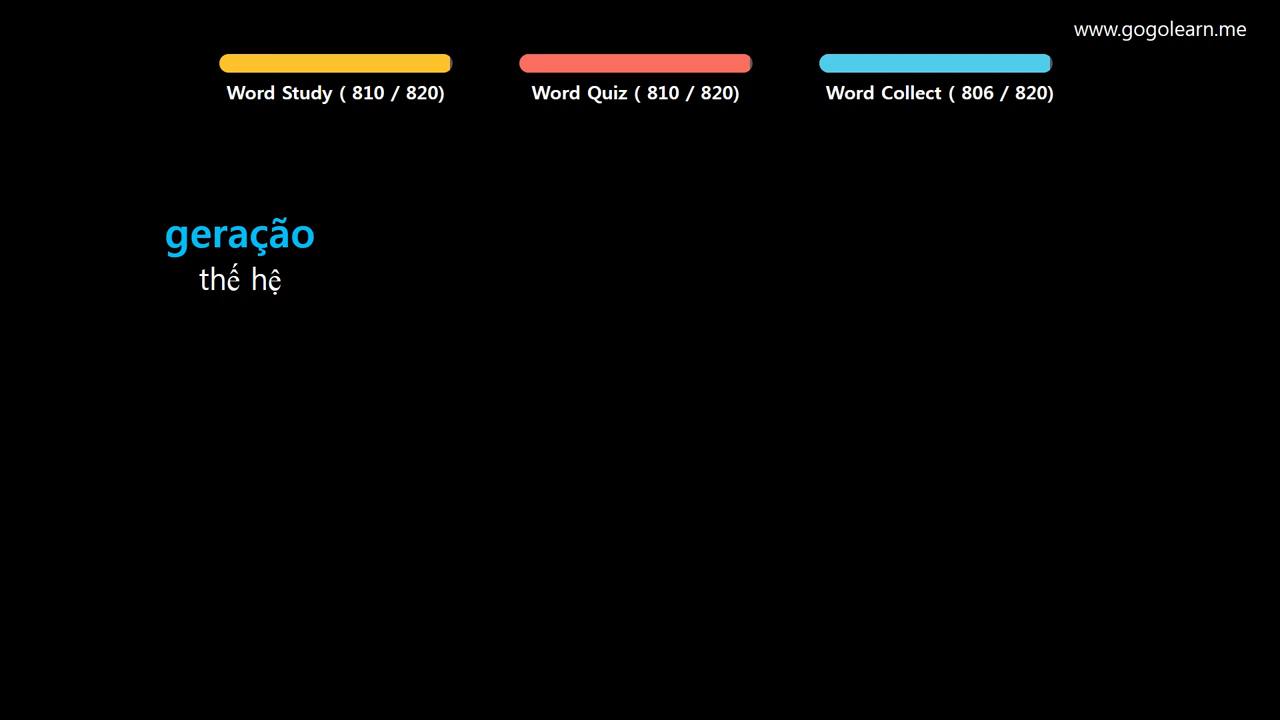 www.gogolearn.me
Word Study ( 810 / 820)
Word Quiz ( 810 / 820)
Word Collect ( 806 / 820)
geração
thế hệ